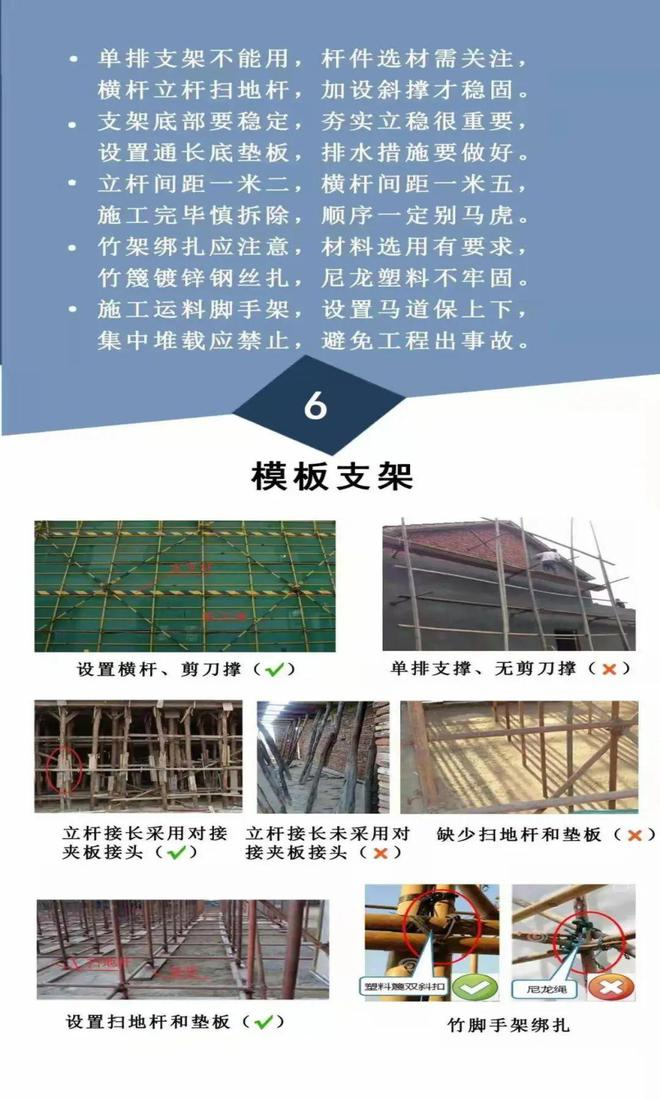 • 单排支架不能用，杆件选材需关注，
横杆立杆扫地杆，加设斜撑才稳固。
• 支架底部要稳定，夯实立稳很重要，
设置通长底垫板，排水措施要做好。
• 立杆间距一米二，横杆间距一米五，
施工完毕慎拆除，顺序一定别马虎。
• 竹架绑扎应注意，材料选用有要求，
竹篾镀锌钢丝扎，尼龙塑料不牢固。
• 施工运料脚手架，设置马道保上下，
集中堆载应禁止，避免工程出事故。
6
模板支架
设置横杆、剪刀撑（✓）
单排支撑、无剪刀撑（×）
立杆接长采用对接
夹板接头（✓）
立杆接长未采用对
接夹板接头（×）
缺少扫地杆和垫板（×）
扫地杆
塑料篾双斜扣
尼龙绳
设置扫地杆和垫板（✓）
竹脚手架绑扎